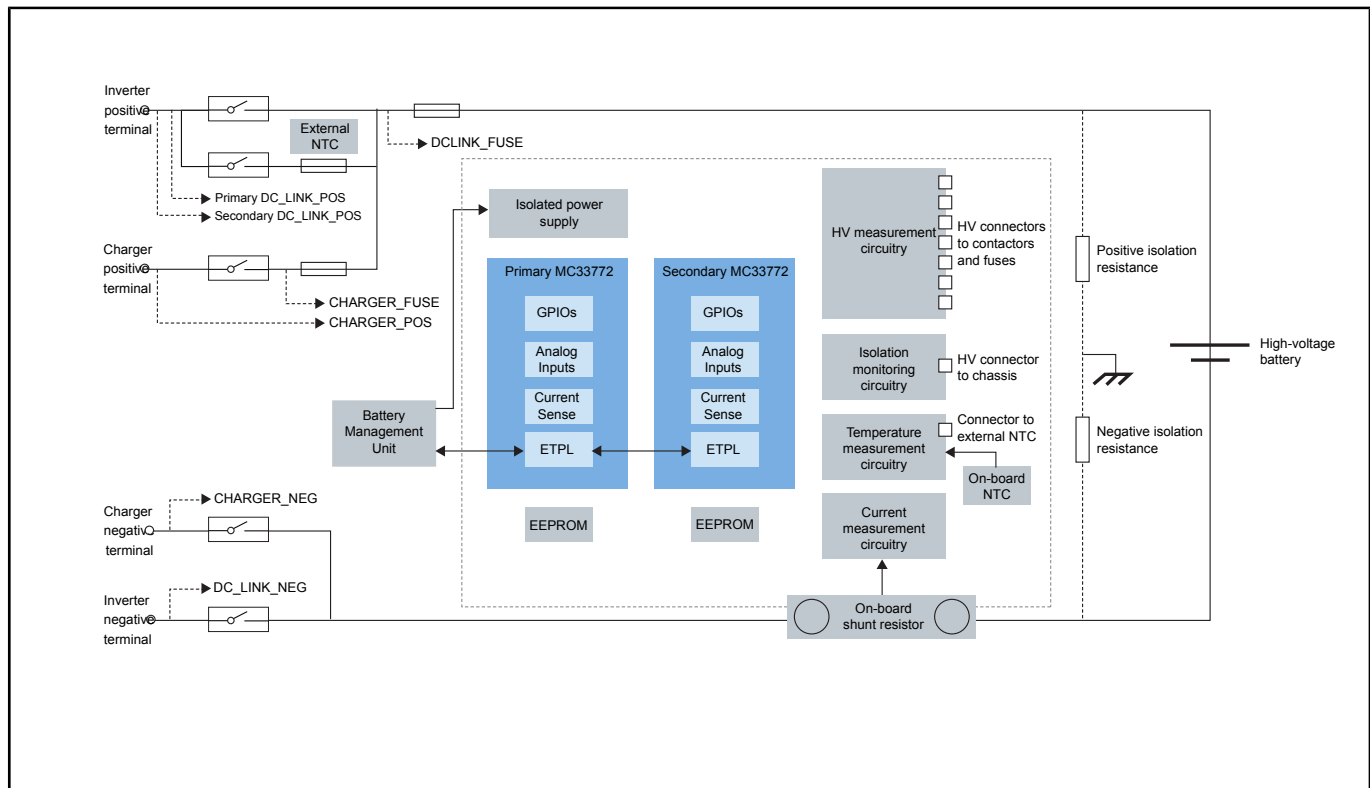 Inverter
positive
terminal
External
NTC
DCLINK_FUSE
Primary DC_LINK_POS
Secondary DC_LINK_POS
Charger
positive
terminal
CHARGER_FUSE
CHARGER_POS
Isolated power
supply
Primary MC33772
GPIOs
Analog
Inputs
Current
Sense
ETPL
EEPROM
Secondary MC33772
GPIOs
Analog
Inputs
Current
Sense
ETPL
EEPROM
Battery
Management
Unit
HV measurement
circuitry
HV connectors
to contactors
and fuses
Isolation
monitoring
circuitry
HV connector
to chassis
Temperature
measurement
circuitry
Connector to
external NTC
On-board
NTC
Current
measurement
circuitry
On-board
shunt resistor
Positive isolation
resistance
Negative isolation
resistance
High-voltage
battery
CHARGER_NEG
Charger
negative
terminal
DC_LINK_NEG
Inverter
negative
terminal